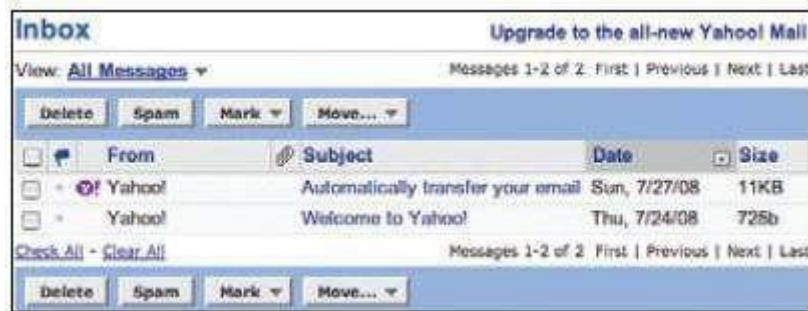 Inbox Upgrade to the all-new Yahoo! Mail
View: All Messages Messages 1-2 of 2 First | Previous | Next | Last
Delete Spam Mark Move...
From Subject Date Size
Y! Yahoo! Automatically transfer your email Sun, 7/27/08 11KB
Yahoo! Welcome to Yahoo! Thu, 7/24/08 725b
Check All - Clear All Messages 1-2 of 2 First | Previous | Next | Last
Delete Spam Mark Move...